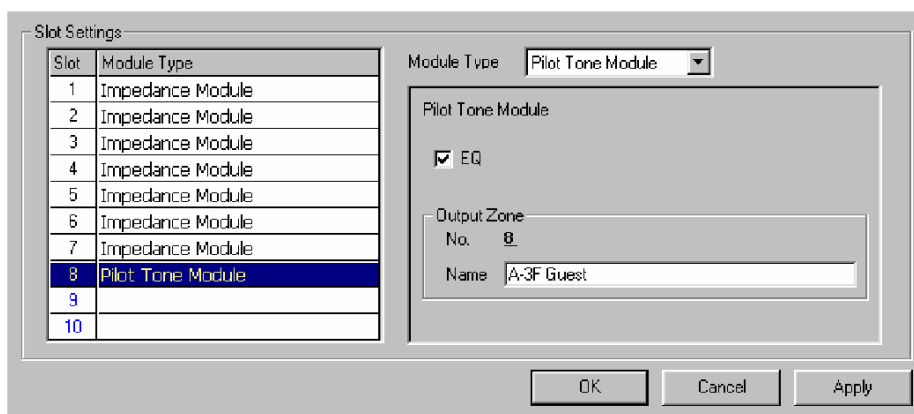 Slot Settings
Slot Module Type
1 Impedance Module
2 Impedance Module
3 Impedance Module
4 Impedance Module
5 Impedance Module
6 Impedance Module
7 Impedance Module
8 Pilot Tone Module
9
10
Module Type Pilot Tone Module
Pilot Tone Module
EQ
Output Zone
No. 8
Name A-3F Guest
OK Cancel Apply